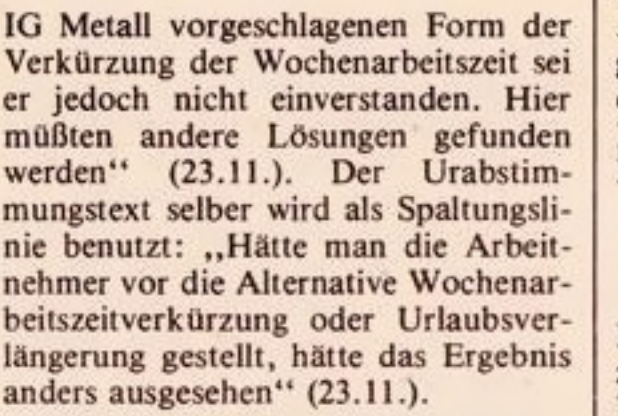 IG Metall vorgeschlagenen Form der
Verkürzung der Wochenarbeitszeit sei
er jedoch nicht einverstanden. Hier
müßten andere Lösungen gefunden
werden“ (23.11.). Der Urabstim-
mungstext selber wird als Spaltungsli-
nie benutzt: „Hätte man die Arbeit-
nehmer vor die Alternative Wochenar-
beitszeitverkürzung oder Urlaubsver-
längerung gestellt, hätte das Ergebnis
anders ausgesehen“ (23.11.).